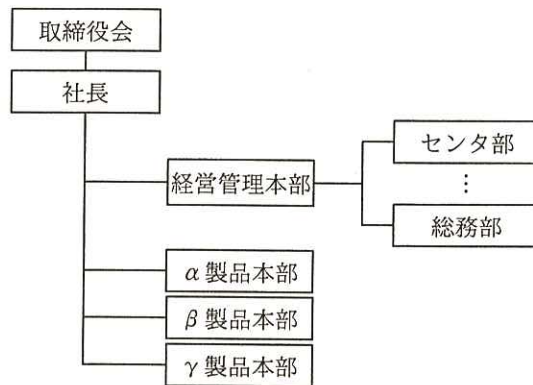 取締役会
社長
経営管理本部
センタ部
⋮
総務部
α製品本部
β製品本部
γ製品本部